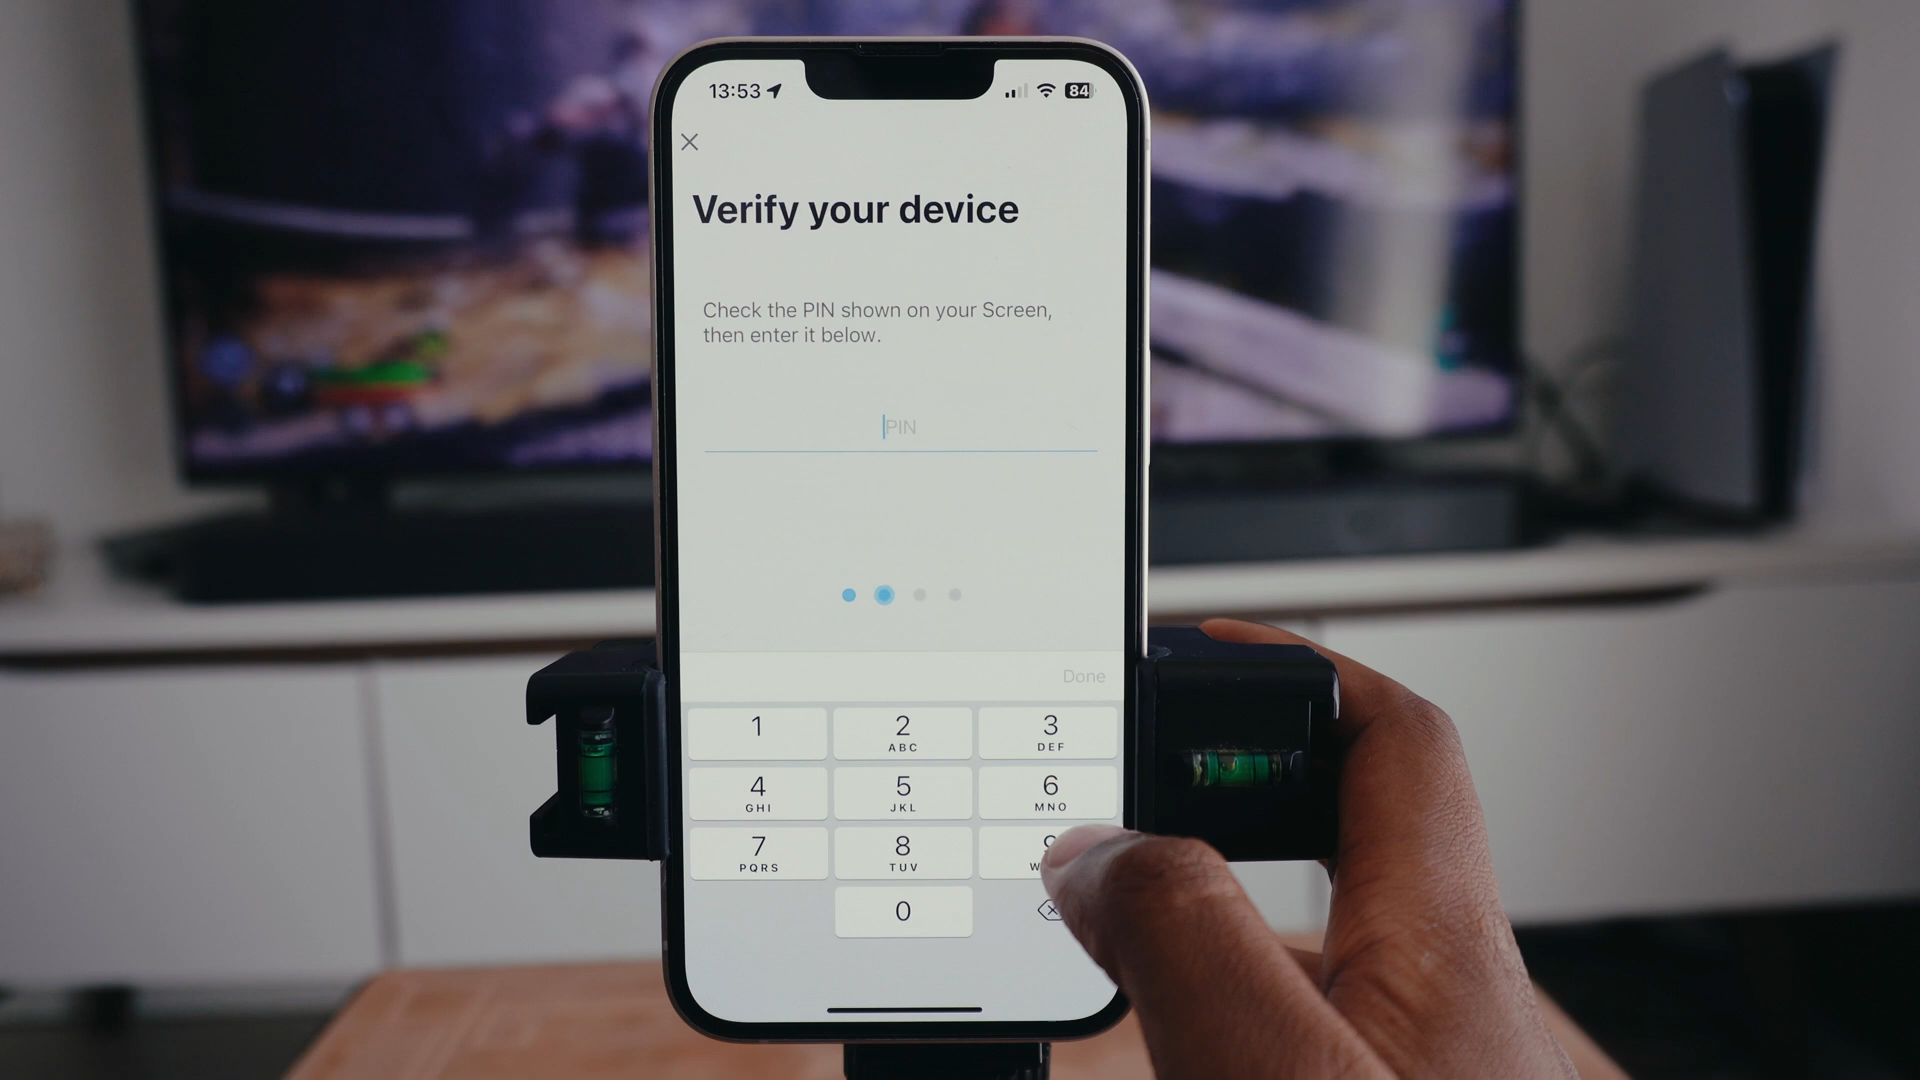 13:53
84
Verify your device
Check the PIN shown on your Screen,
then enter it below.
PIN
Done
1 2 3
ABC DEF
4 5 6
GHI JKL MNO
7 8
PQRS TUV
0